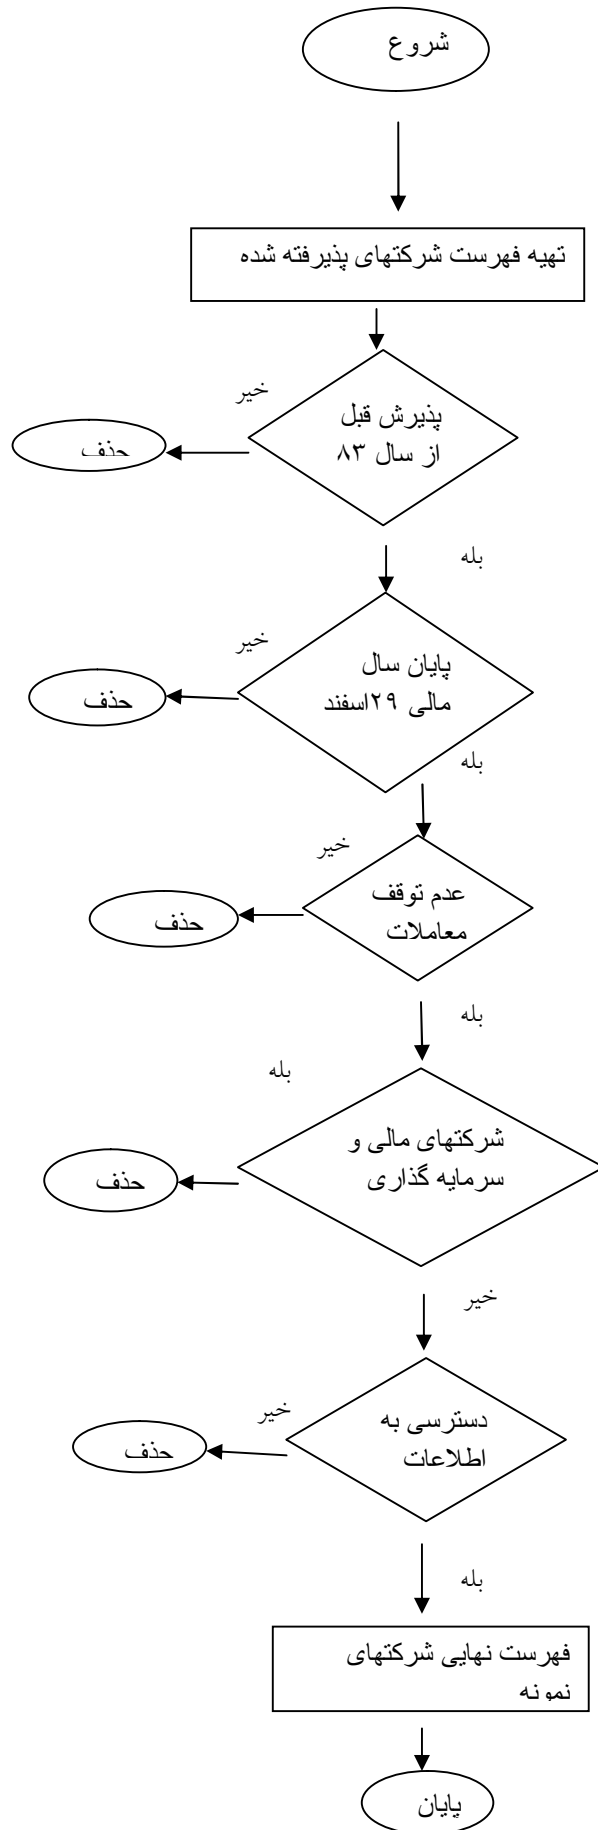 شروع
تهیه فهرست شرکتهای پذیرفته شده
خیر
پذیرش قبل
از سال ۸۳
حذف
بله
خیر
پایان سال
مالی ۲۹اسفند
حذف
بله
خیر
عدم توقف
معاملات
حذف
بله
بله
شرکتهای مالی و
سرمایه گذاری
حذف
خیر
خیر
دسترسی به
اطلاعات
حذف
بله
فهرست نهایی شرکتهای
نمونه
پایان